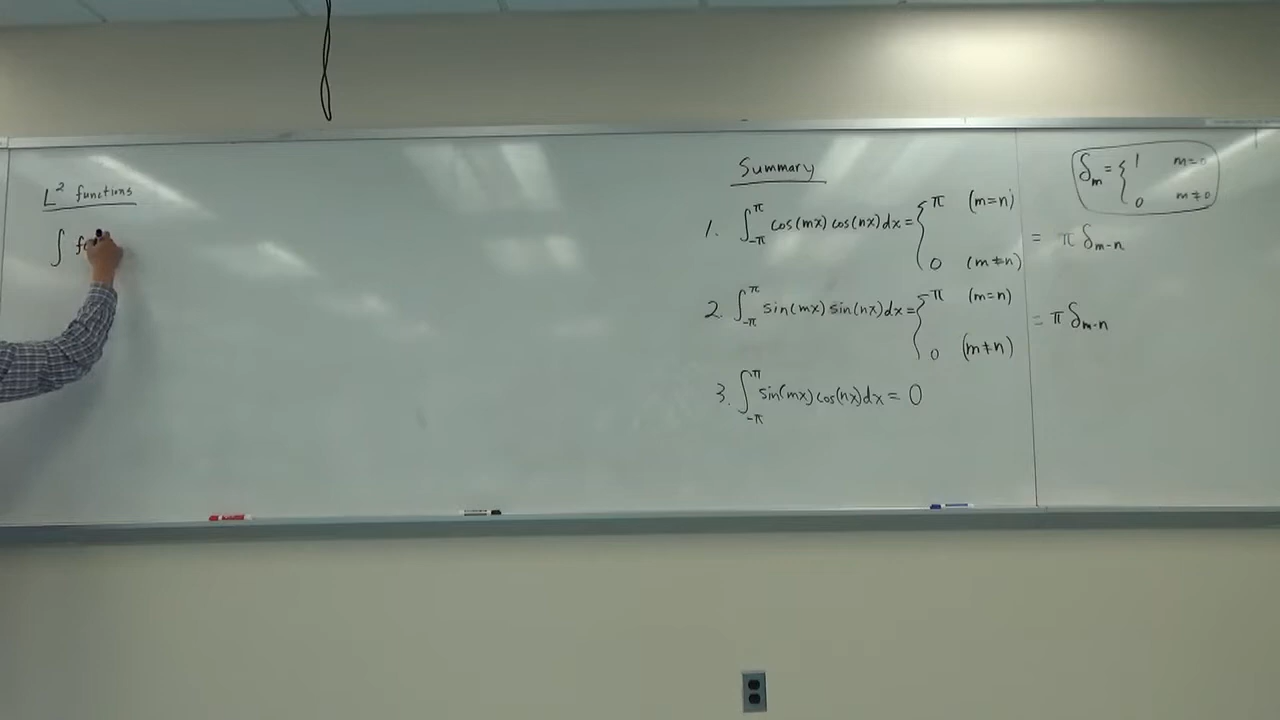 L² functions
∫ f
Summary
1. ∫_{-π}^{π} cos(mx) cos(nx)dx = { π (m=n)
0 (m≠n)
= π δ_{m-n}
2. ∫_{-π}^{π} sin(mx) sin(nx)dx = { π (m=n)
0 (m≠n)
= π δ_{m-n}
3. ∫_{-π}^{π} sin(mx) cos(nx)dx = 0
δ_m = { 1
0 m≠0